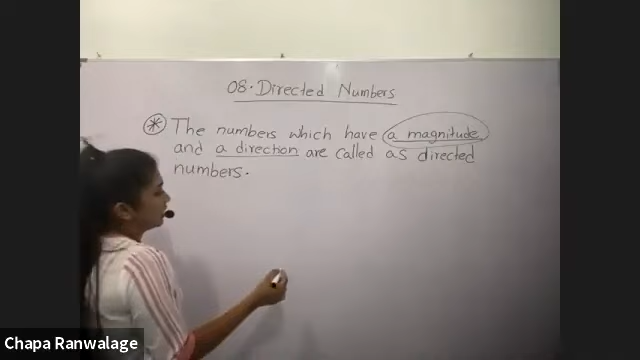 08. Directed Numbers
* The numbers which have a magnitude
and a direction are called as directed
numbers.
Chapa Ranwalage